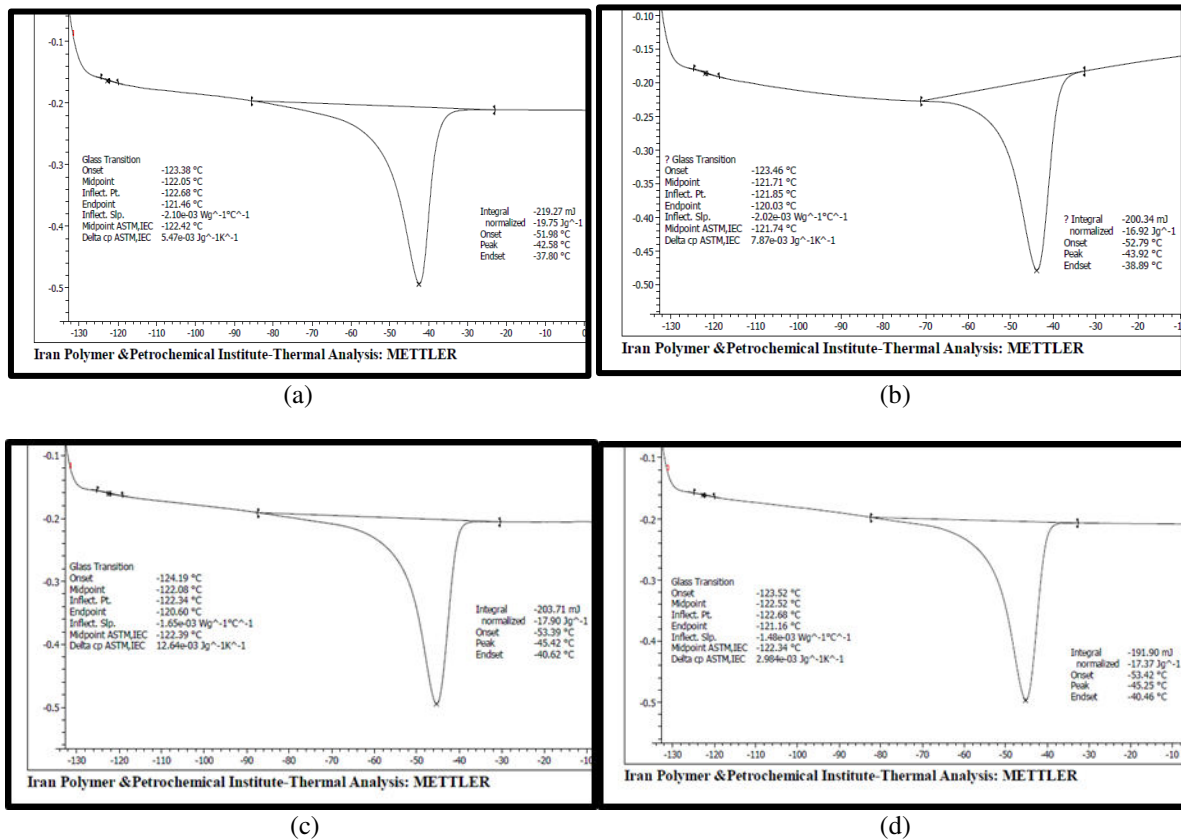 -0.1
-0.2
-0.3
-0.4
-0.5
Glass Transition
Onset -123.38 °C
Midpoint -122.05 °C
Inflect. Pt. -122.68 °C
Endpoint -121.46 °C
Inflect. Slp. -2.10e-03 Wg^-1°C^-1
Midpoint ASTM,IEC -122.42 °C
Delta cp ASTM,IEC 5.47e-03 Jg^-1K^-1
Integral -219.27 mJ
normalized -19.75 Jg^-1
Onset -51.98 °C
Peak -42.58 °C
Endset -37.80 °C
-130 -120 -110 -100 -90 -80 -70 -60 -50 -40 -30 -20 -10 0
Iran Polymer &Petrochemical Institute-Thermal Analysis: METTLER
(a)
-0.10
-0.15
-0.20
-0.25
-0.30
-0.35
-0.40
-0.45
-0.50
? Glass Transition
Onset -123.46 °C
Midpoint -121.71 °C
Inflect. Pt. -121.85 °C
Endpoint -120.03 °C
Inflect. Slp. -2.02e-03 Wg^-1°C^-1
Midpoint ASTM,IEC -121.74 °C
Delta cp ASTM,IEC 7.87e-03 Jg^-1K^-1
? Integral -200.34 mJ
normalized -16.92 Jg^-1
Onset -52.79 °C
Peak -43.92 °C
Endset -38.89 °C
-130 -120 -110 -100 -90 -80 -70 -60 -50 -40 -30 -20 -10
Iran Polymer &Petrochemical Institute-Thermal Analysis: METTLER
(b)
-0.1
-0.2
-0.3
-0.4
-0.5
Glass Transition
Onset -124.19 °C
Midpoint -122.08 °C
Inflect. Pt. -122.34 °C
Endpoint -120.60 °C
Inflect. Slp. -1.65e-03 Wg^-1°C^-1
Midpoint ASTM,IEC -122.39 °C
Delta cp ASTM,IEC 12.64e-03 Jg^-1K^-1
Integral -203.71 mJ
normalized -17.90 Jg^-1
Onset -53.39 °C
Peak -45.42 °C
Endset -40.62 °C
-130 -120 -110 -100 -90 -80 -70 -60 -50 -40 -30 -20 -10
Iran Polymer &Petrochemical Institute-Thermal Analysis: METTLER
(c)
-0.1
-0.2
-0.3
-0.4
-0.5
Glass Transition
Onset -123.52 °C
Midpoint -122.52 °C
Inflect. Pt. -122.68 °C
Endpoint -121.16 °C
Inflect. Slp. -1.48e-03 Wg^-1°C^-1
Midpoint ASTM,IEC -122.34 °C
Delta cp ASTM,IEC 2.984e-03 Jg^-1K^-1
Integral -191.90 mJ
normalized -17.37 Jg^-1
Onset -53.42 °C
Peak -45.25 °C
Endset -40.46 °C
-130 -120 -110 -100 -90 -80 -70 -60 -50 -40 -30 -20 -10
Iran Polymer &Petrochemical Institute-Thermal Analysis: METTLER
(d)